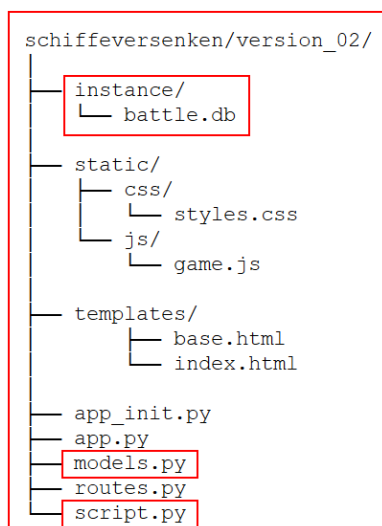 schiffeversenken/version_02/
instance/
battle.db
static/
css/
styles.css
js/
game.js
templates/
base.html
index.html
app_init.py
app.py
models.py
routes.py
script.py